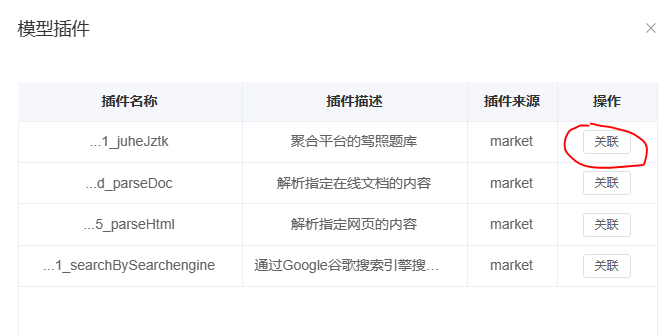 模型插件
插件名称 插件描述 插件来源 操作
...1_juheJztk 聚合平台的驾照题库 market 关联
...d_parseDoc 解析指定在线文档的内容 market 关联
...5_parseHtml 解析指定网页的内容 market 关联
...1_searchBySearchengine 通过Google谷歌搜索引擎搜... market 关联